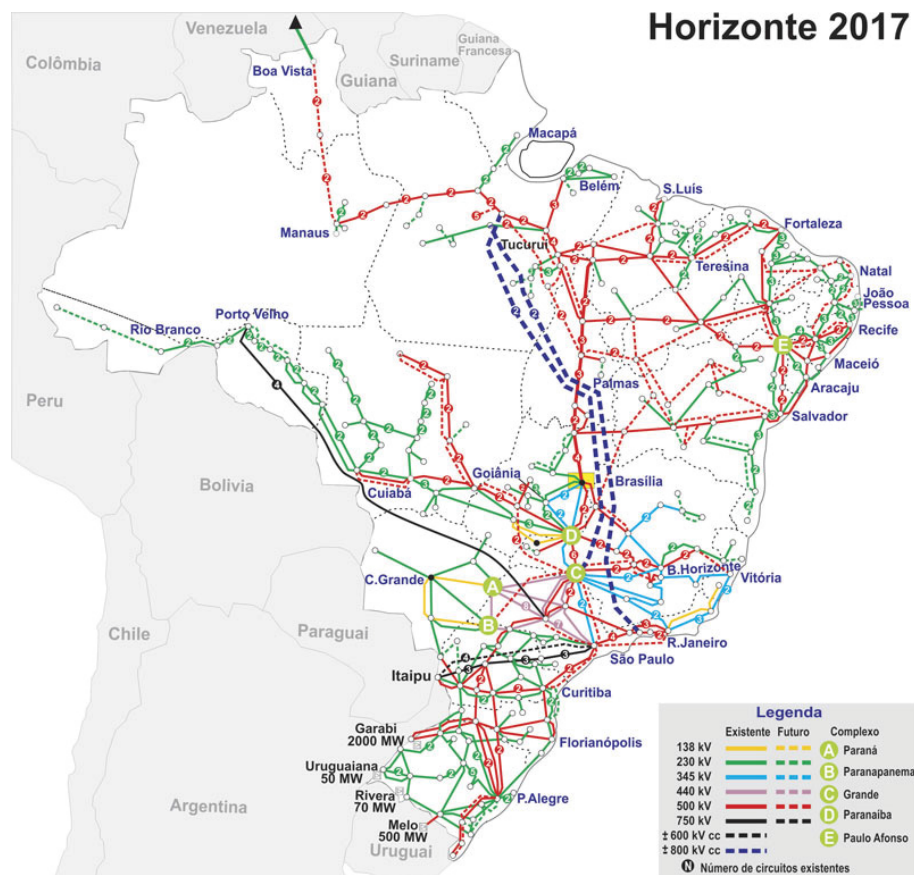 Horizonte 2017
Venezuela
Guiana
Francesa
Suriname
Colômbia
Boa Vista
Guiana
Macapá
Belém
S.Luís
Manaus
Fortaleza
Tucuruí
Teresina
Natal
João
Pessoa
Porto Velho
Rio Branco
Recife
E
Maceió
Palmas
Aracaju
Peru
Salvador
Goiânia
Brasilia
Cuiabá
Bolivia
D
B.Horizonte
C
Vitória
C.Grande
A
B
Chile
Paraguai
R.Janeiro
São Paulo
Itaipu
Curitiba
Garabi
2000 MW
Florianópolis
Uruguaiana
50 MW
Rivera
70 MW
P.Alegre
Argentina
Melo
500 MW
Uruguai
Legenda
Existente Futuro Complexo
138 kV A Paraná
230 kV
345 kV B Paranapanema
440 kV C Grande
500 kV
750 kV D Paranaíba
±600 kV cc
±800 kV cc E Paulo Afonso
N Número de circuitos existentes